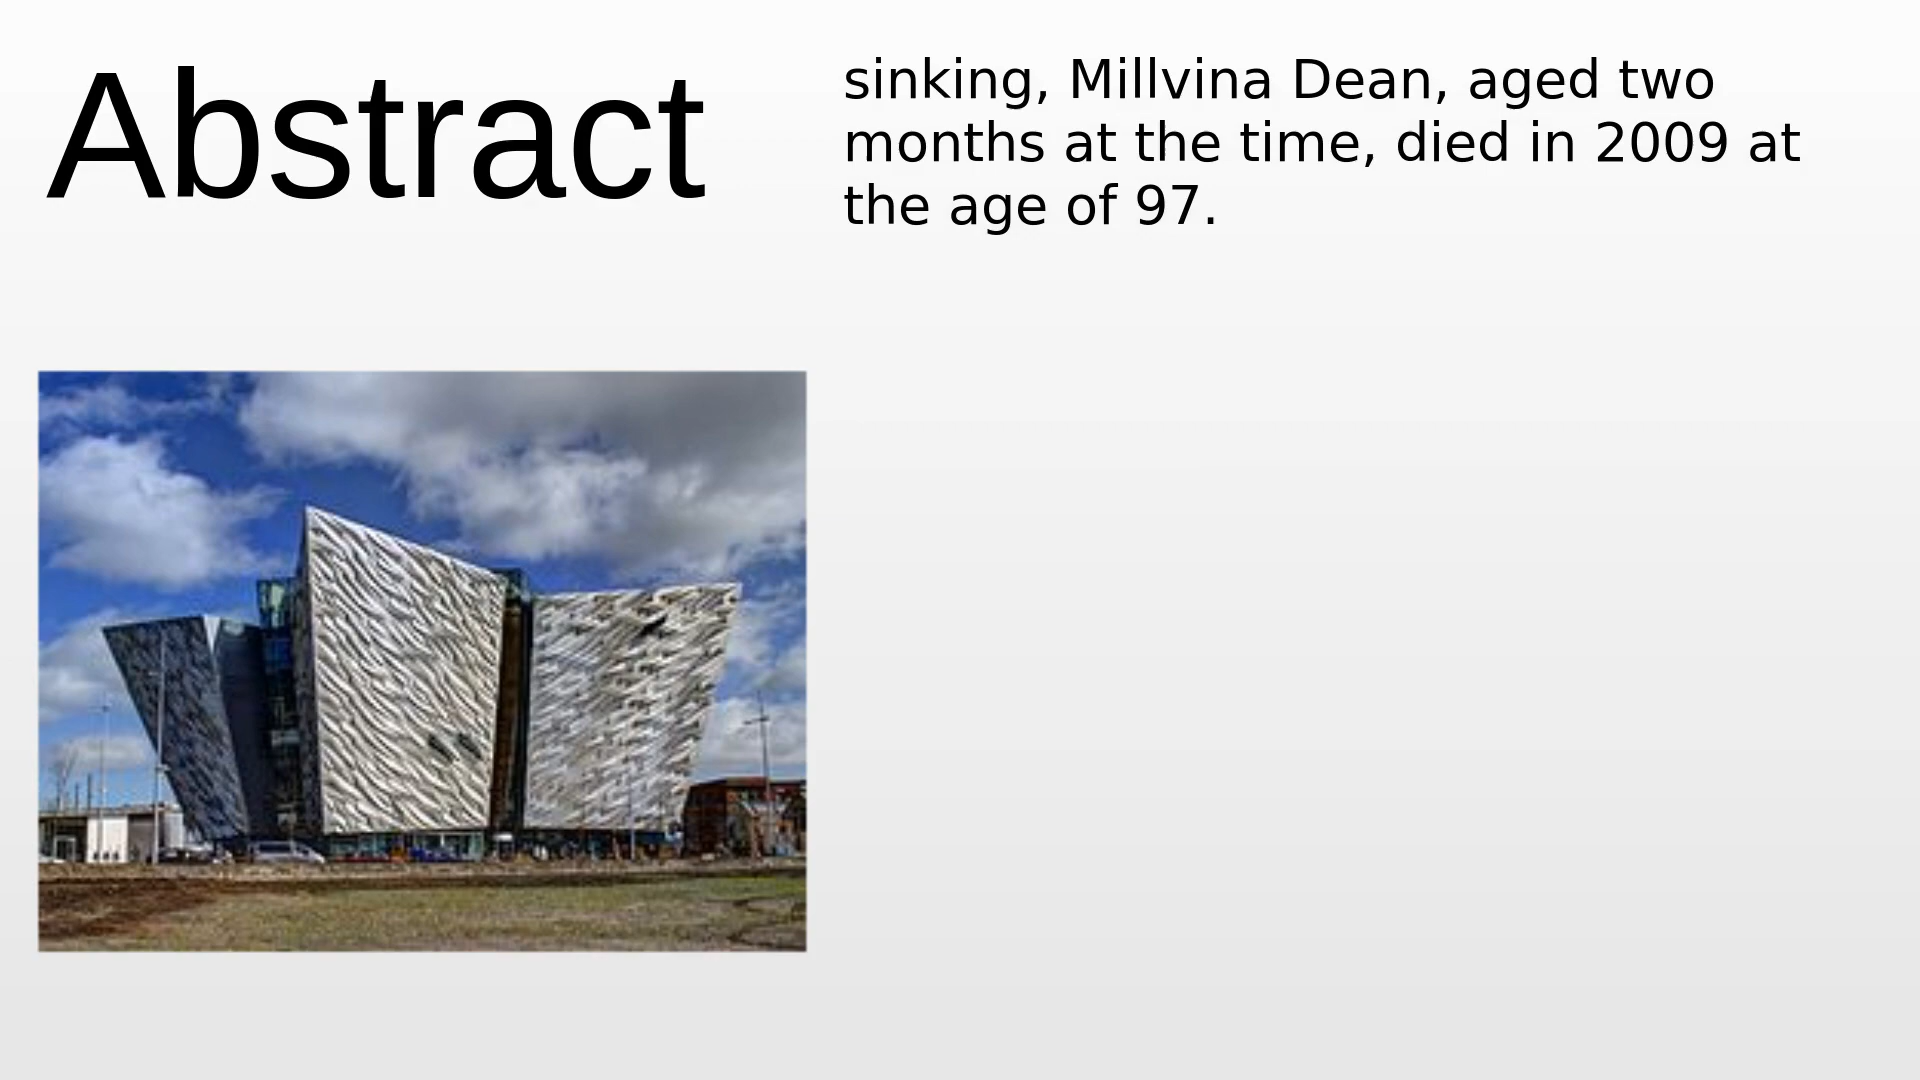 Abstract
sinking, Millvina Dean, aged two
months at the time, died in 2009 at
the age of 97.